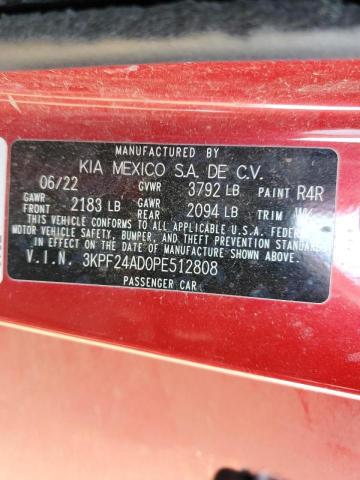 MANUFACTURED BY
KIA MEXICO S.A. DE C.V.
06/22 GVWR 3792 LB PAINT R4R
GAWR FRONT 2183 LB GAWR REAR 2094 LB TRIM
THIS VEHICLE CONFORMS TO ALL U.S.A. FEDERAL
MOTOR VEHICLE SAFETY, BUMPER, AND THEFT PREVENTION STANDARDS
IN EFFECT ON THE DATE OF MANUFACTURE SHOWN ABOVE.
V.I.N. 3KPF24AD0PE512808
PASSENGER CAR